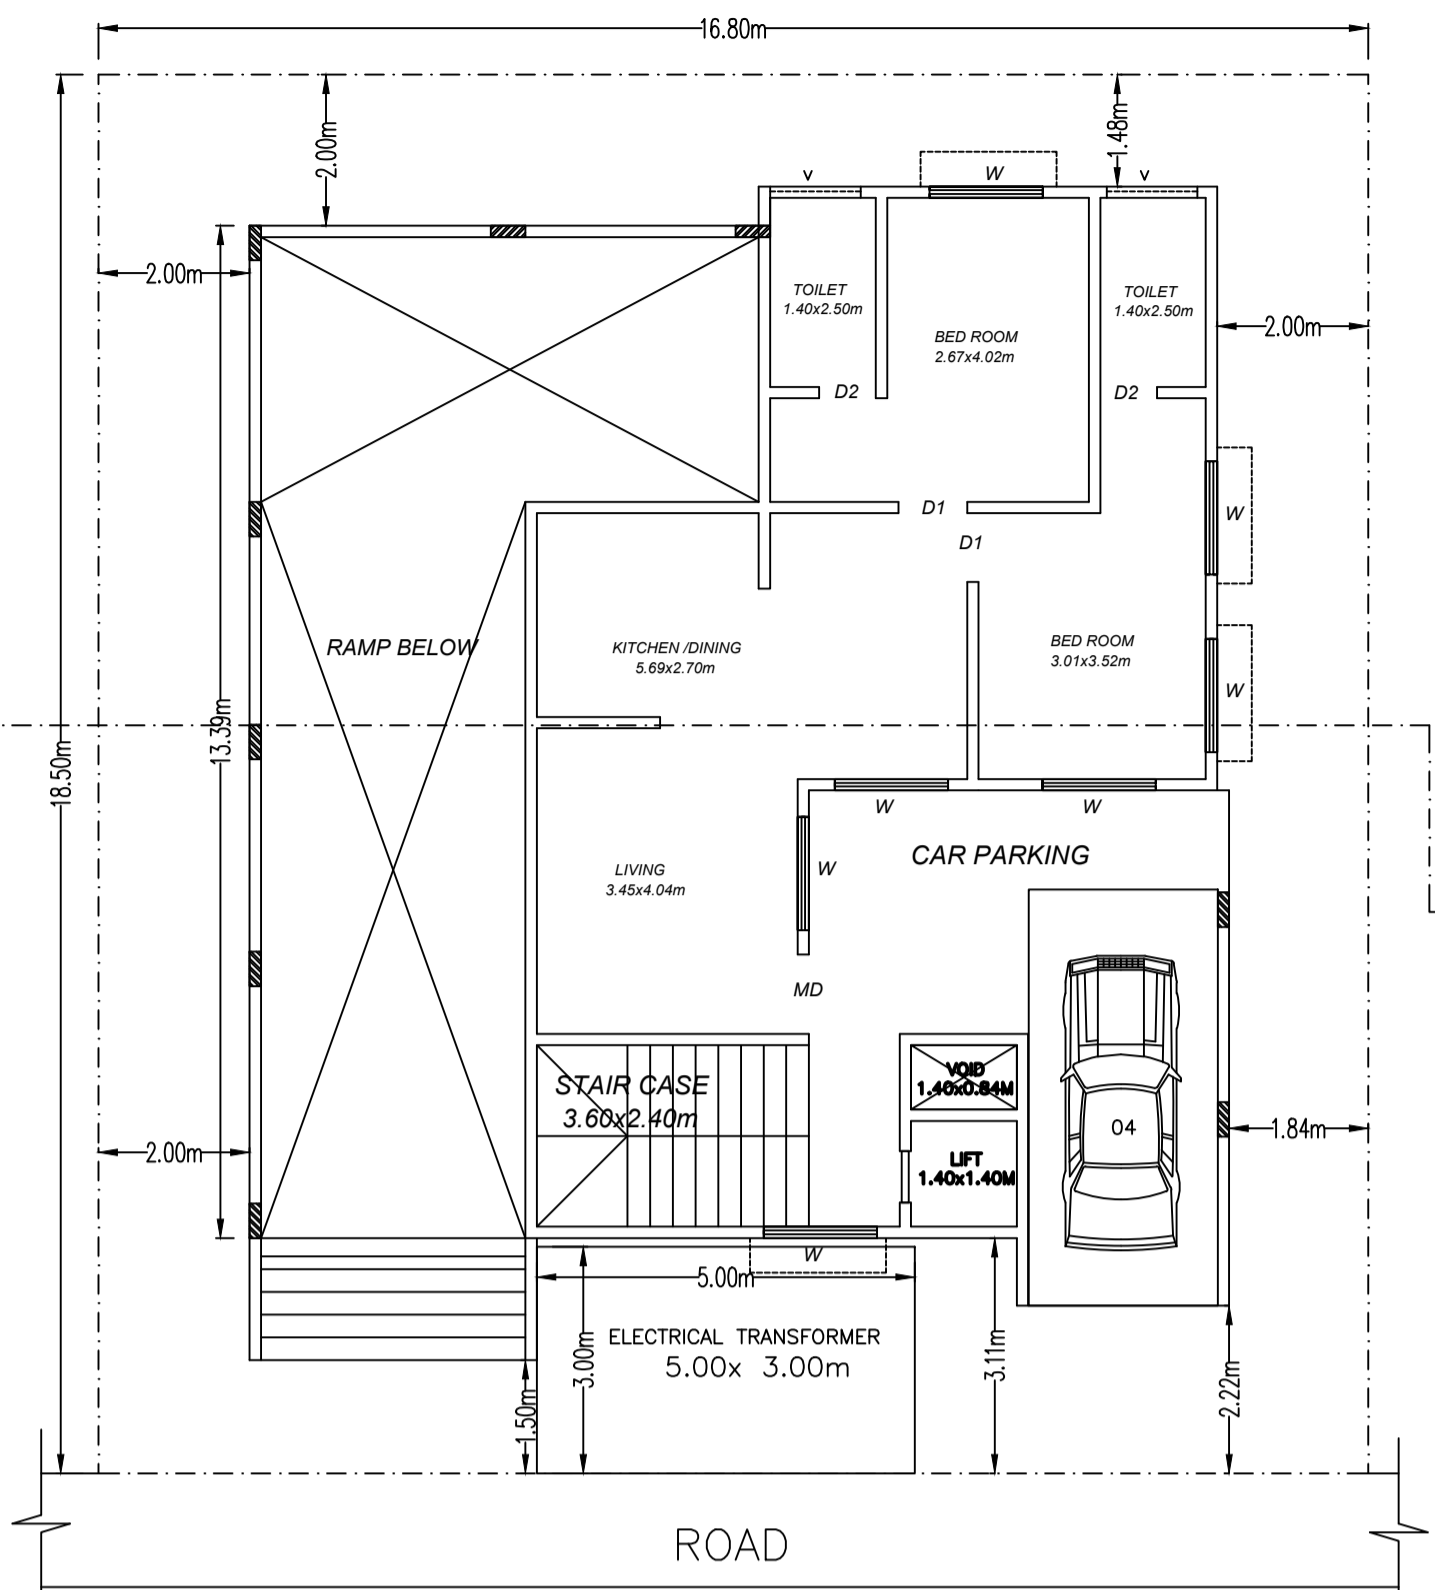 16.80m
2.00m
1.48m
W
V
V
2.00m
TOILET
1.40x2.50m
TOILET
1.40x2.50m
BED ROOM
2.67x4.02m
2.00m
D2
D2
D1
W
D1
RAMP BELOW
KITCHEN /DINING
5.69x2.70m
BED ROOM
3.01x3.52m
W
13.39m
18.50m
W
W
CAR PARKING
LIVING
3.45x4.04m
W
MD
VOID
1.40x0.84M
STAIR CASE
3.60x2.40m
04
1.84m
2.00m
LIFT
1.40x1.40M
W
5.00m
ELECTRICAL TRANSFORMER
5.00x 3.00m
3.00m
3.11m
2.22m
1.50m
ROAD